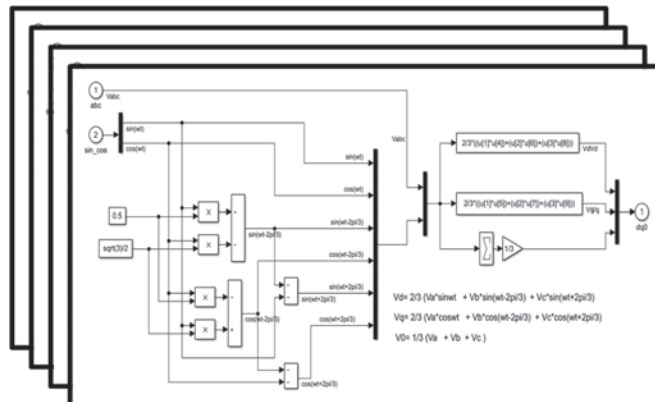 1
abc
Vabc
2
sin_cos
sin(wt)
cos(wt)
Vabc
sin(wt)
cos(wt)
0.5
sqrt(3)/2
×
×
×
×
sin(wt-2pi/3)
cos(wt-2pi/3)
sin(wt-2pi/3)
cos(wt-2pi/3)
sin(wt+2pi/3)
sin(wt+2pi/3)
cos(wt+2pi/3)
cos(wt+2pi/3)
2/3*((u[1]*u[4])+(u[2]*u[6])+(u[3]*u[8]))
2/3*((u[1]*u[5])+(u[2]*u[7])+(u[3]*u[9]))
1/3
1
dq0
Vd= 2/3 (Va*sinwt + Vb*sin(wt-2pi/3) + Vc*sin(wt+2pi/3)
Vq= 2/3 (Va*coswt + Vb*cos(wt-2pi/3) + Vc*cos(wt+2pi/3)
V0= 1/3 (Va + Vb + Vc )